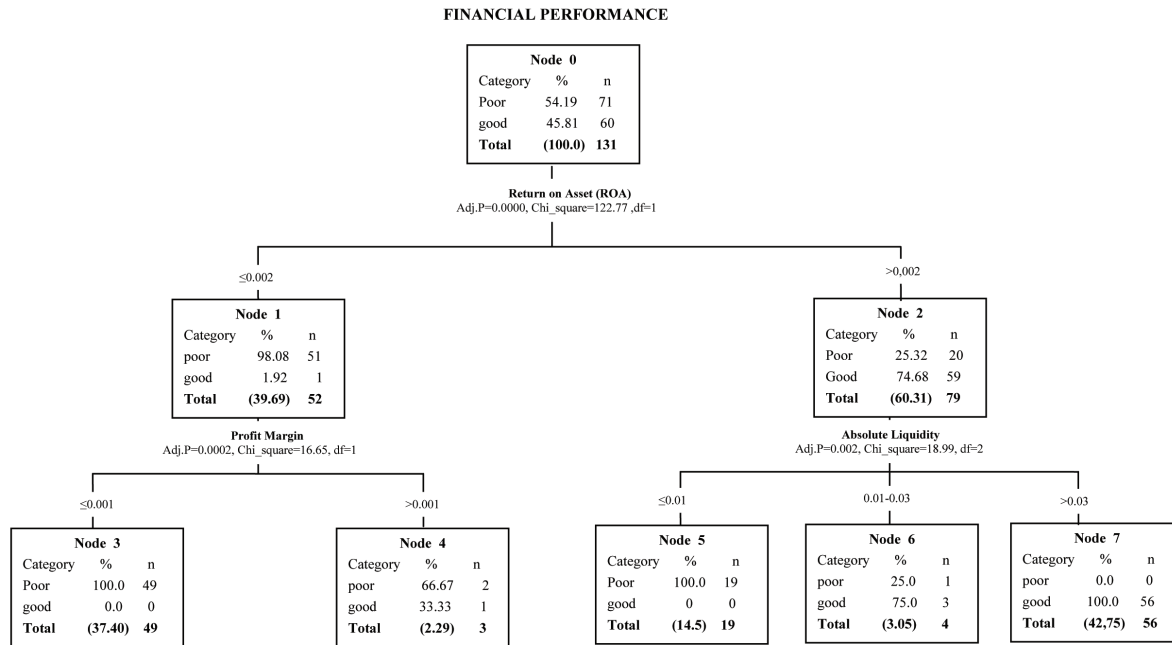 FINANCIAL PERFORMANCE
Node 0
Category % n
Poor 54.19 71
good 45.81 60
Total (100.0) 131
Return on Asset (ROA)
Adj.P=0.0000, Chi_square=122.77 ,df=1
≤0.002
>0,002
Node 1
Category % n
poor 98.08 51
good 1.92 1
Total (39.69) 52
Node 2
Category % n
Poor 25.32 20
Good 74.68 59
Total (60.31) 79
Profit Margin
Adj.P=0.0002, Chi_square=16.65, df=1
Absolute Liquidity
Adj.P=0.002, Chi_square=18.99, df=2
≤0.001
>0.001
≤0.01
0.01-0.03
>0.03
Node 3
Category % n
Poor 100.0 49
good 0.0 0
Total (37.40) 49
Node 4
Category % n
poor 66.67 2
good 33.33 1
Total (2.29) 3
Node 5
Category % n
Poor 100.0 19
good 0 0
Total (14.5) 19
Node 6
Category % n
poor 25.0 1
good 75.0 3
Total (3.05) 4
Node 7
Category % n
poor 0.0 0
good 100.0 56
Total (42,75) 56